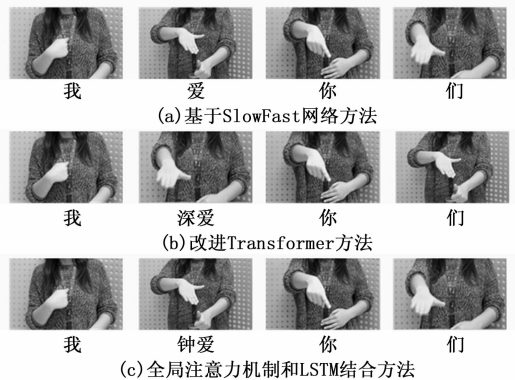 我 爱 你 们
(a)基于SlowFast网络方法
我 深爱 你 们
(b)改进Transformer方法
我 钟爱 你 们
(c)全局注意力机制和LSTM结合方法